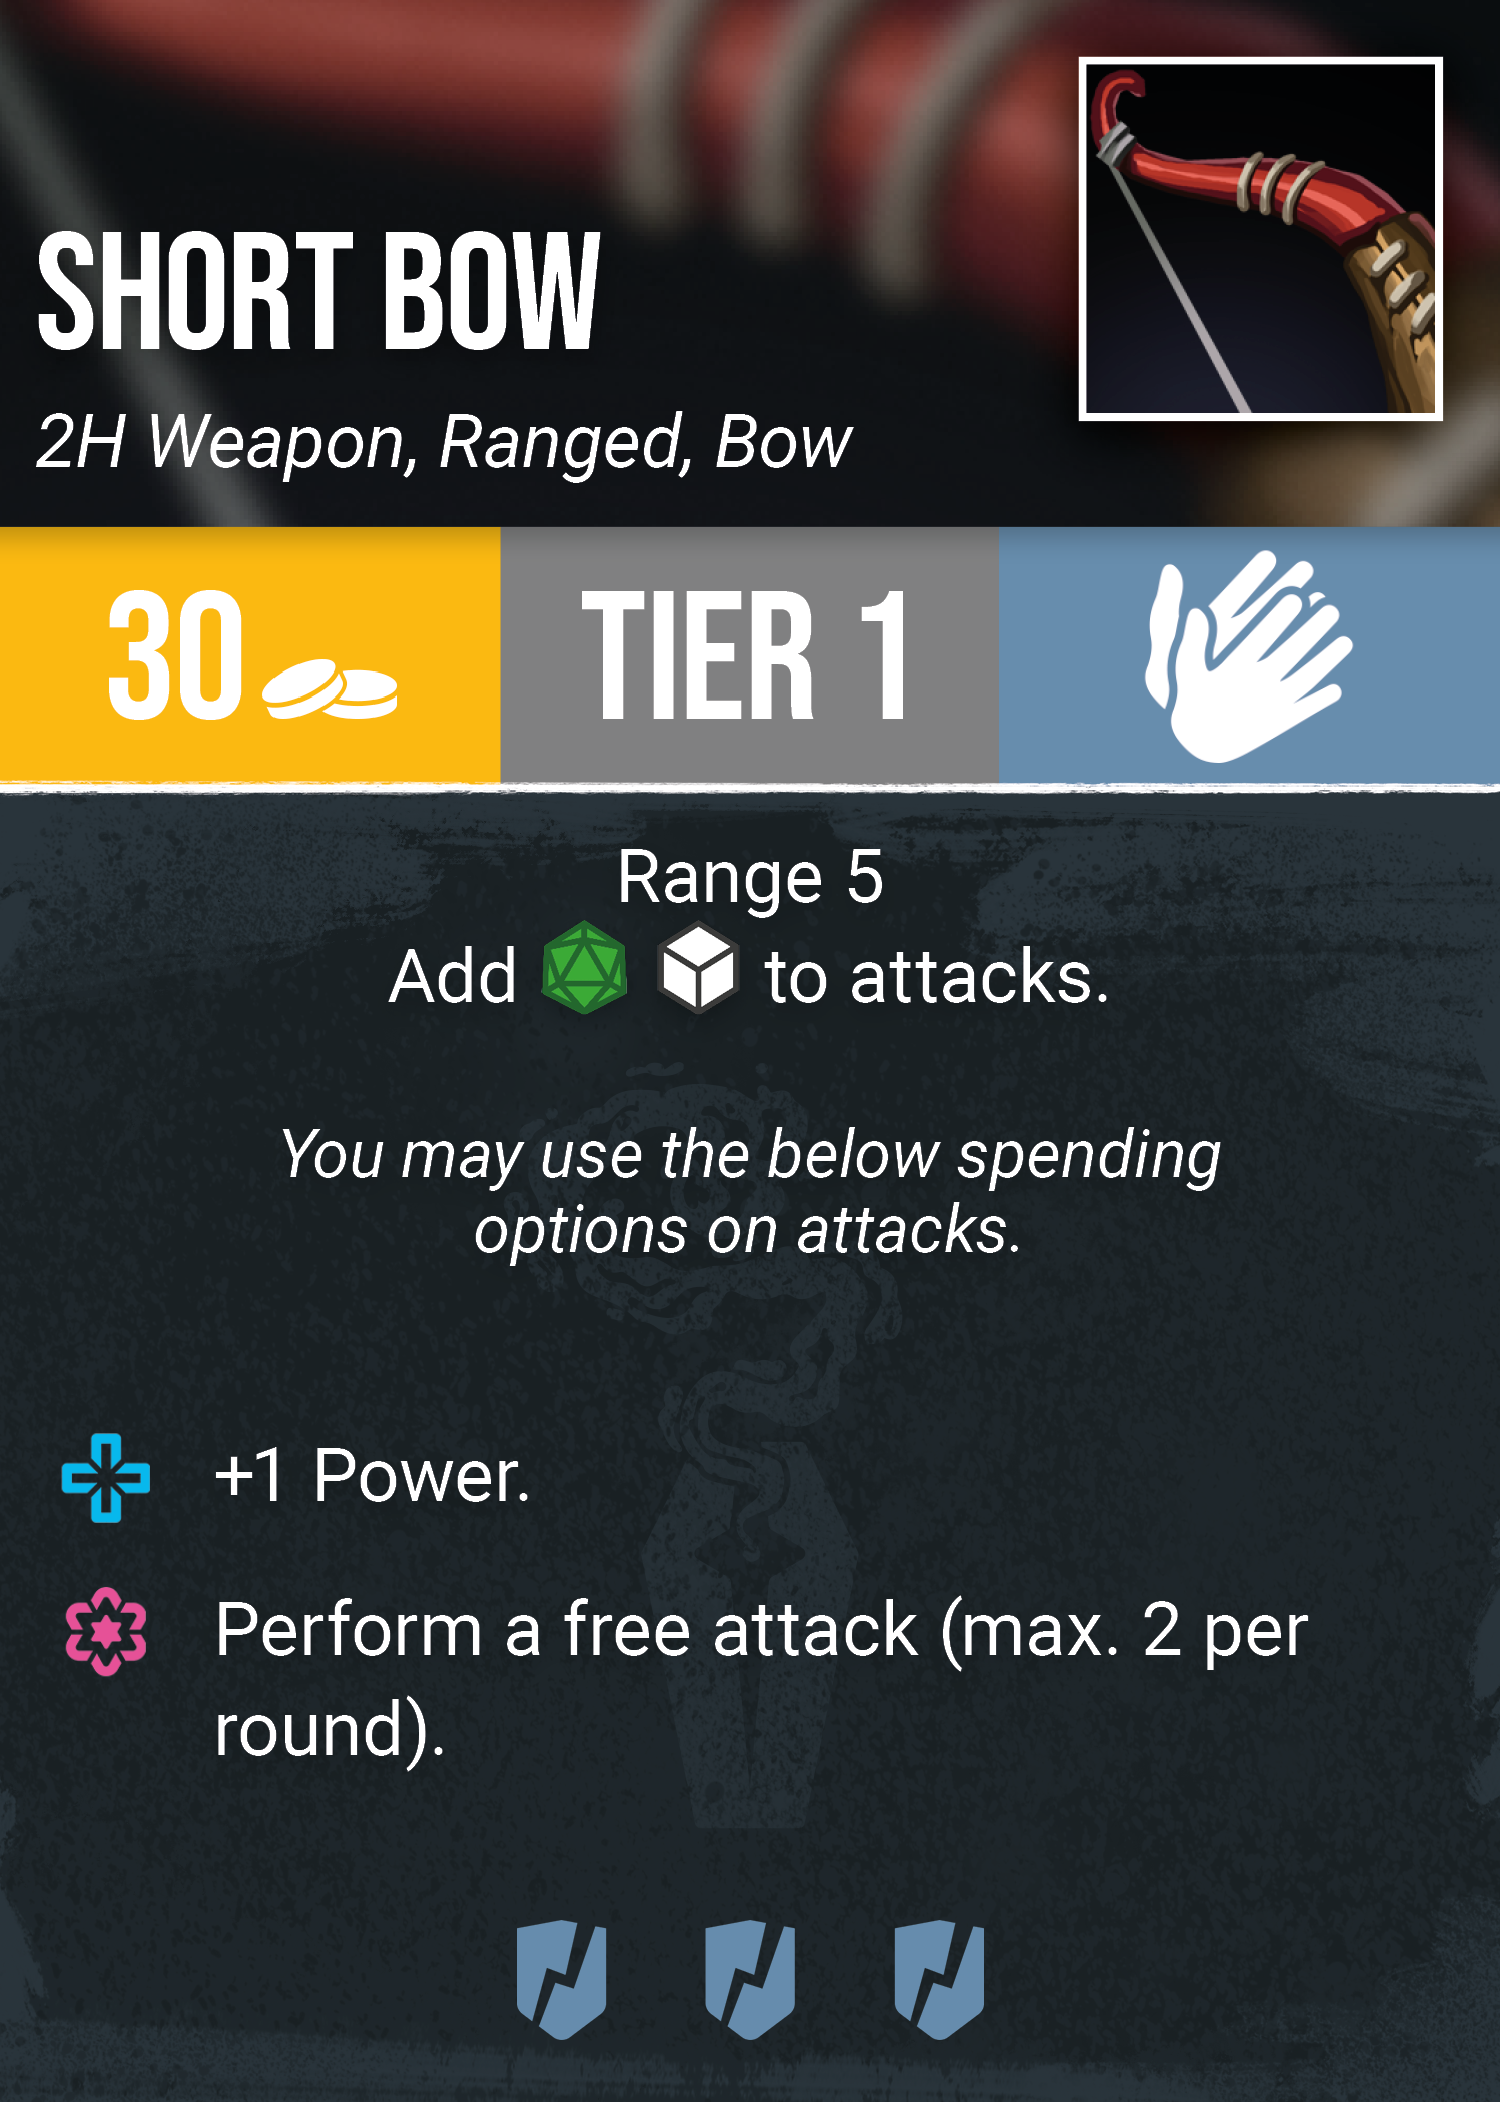 SHORT BOW
2H Weapon, Ranged, Bow
30
TIER 1
Range 5
Add to attacks.
You may use the below spending
options on attacks.
+1 Power.
Perform a free attack (max. 2 per
round).